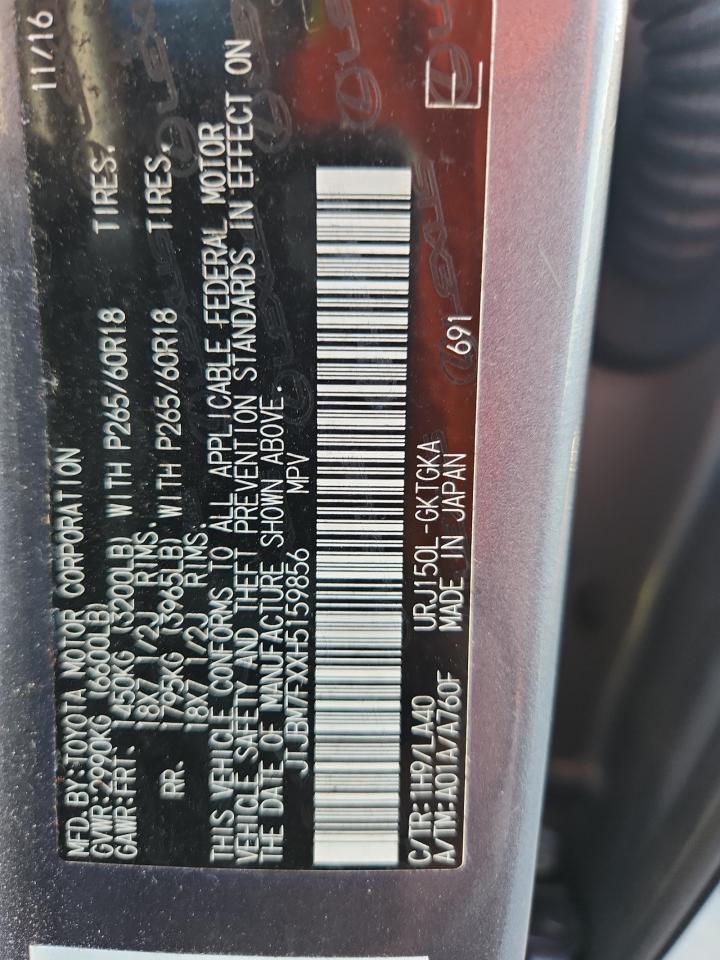 MFD. BY: TOYOTA MOTOR CORPORATION 11/16
GVWR: 2990KG (6600LB)
GAWR: FRT. 1450KG (3200LB) WITH P265/60R18 TIRES.
18X7 1/2J RIMS.
RR. 1795KG (3965LB) WITH P265/60R18 TIRES.
18X7 1/2J RIMS.
THIS VEHICLE CONFORMS TO ALL APPLICABLE FEDERAL MOTOR
VEHICLE SAFETY AND THEFT PREVENTION STANDARDS IN EFFECT ON
THE DATE OF MANUFACTURE SHOWN ABOVE.
JTJBM7FXXH5159856 MPV
C/TR: 1H9/LA40 URJ150L-GKTGKA
A/TM: A01A/A760F MADE IN JAPAN 691